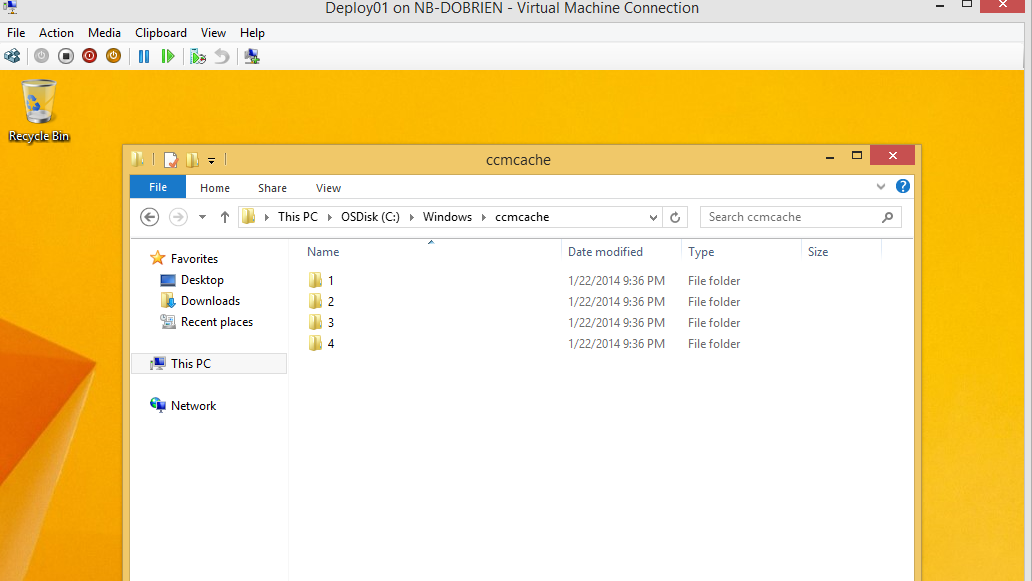 Deploy01 on NB-DOBRIEN - Virtual Machine Connection
File Action Media Clipboard View Help
Recycle Bin
ccmcache
File Home Share View
This PC OSDisk (C:) Windows ccmcache Search ccmcache
Name Date modified Type Size
Favorites
Desktop
Downloads
Recent places
This PC
Network
1 1/22/2014 9:36 PM File folder
2 1/22/2014 9:36 PM File folder
3 1/22/2014 9:36 PM File folder
4 1/22/2014 9:36 PM File folder